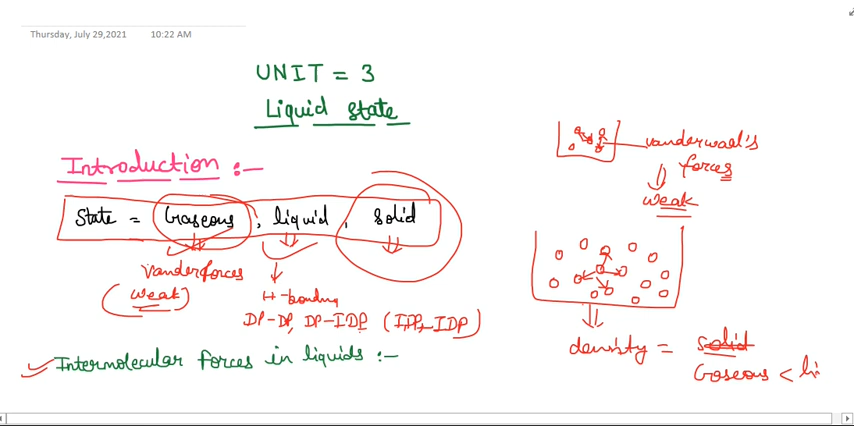 Thursday, July 29,2021 10:22 AM
UNIT = 3
Liquid state
Introduction :-
State = Gaseous, liquid, solid
vanderforces
(weak)
H-bonding
DP-DP, DP-IDP (IDP-IDP)
Intermolecular forces in liquids :-
vanderwaal's
forces
weak
density = solid
Gaseous < li